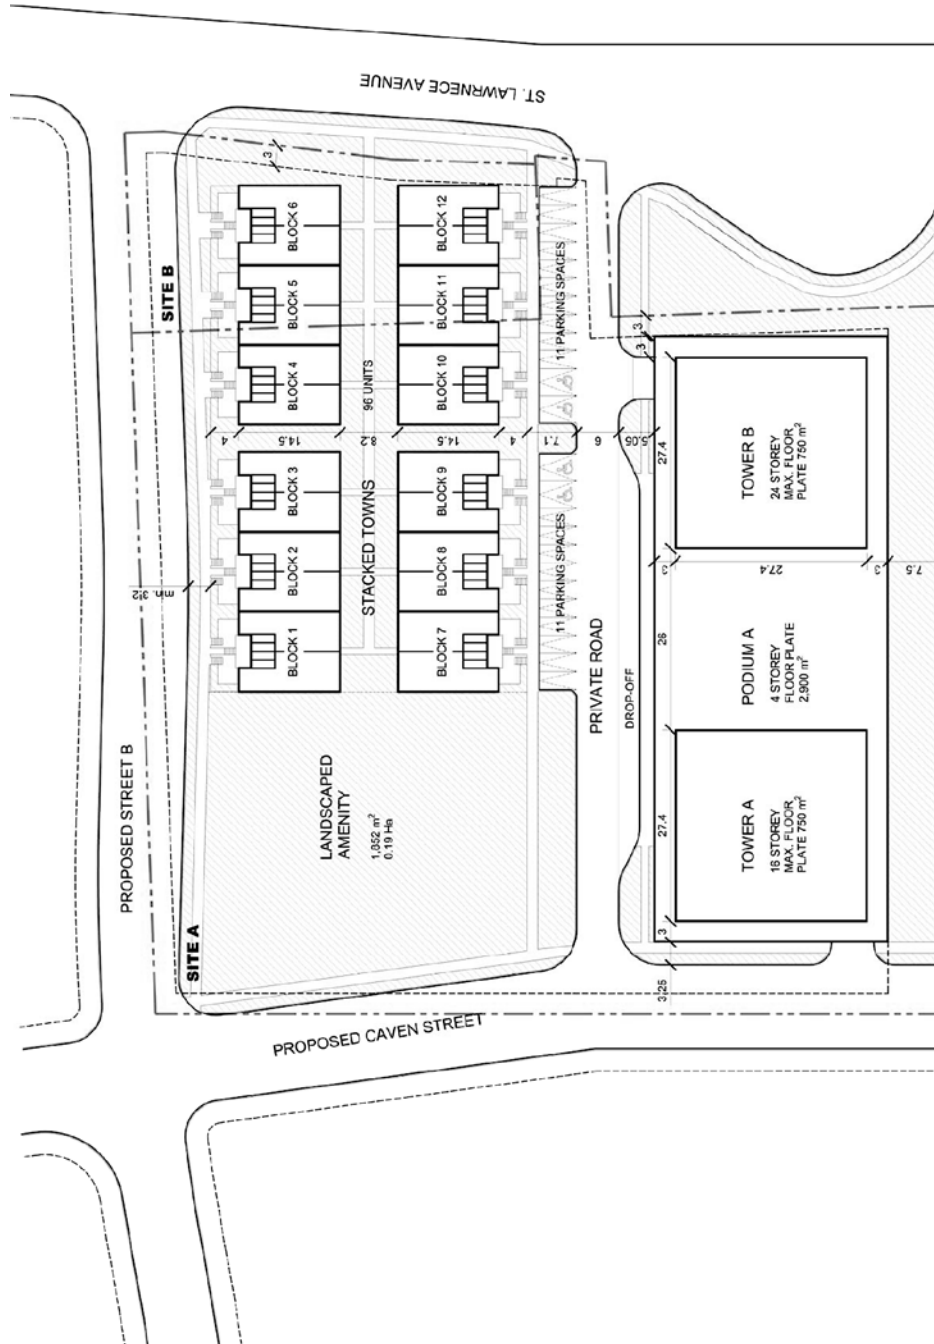 ST. LAWRNECE AVENUE
PROPOSED STREET B
SITE B
SITE A
BLOCK 1
BLOCK 2
BLOCK 3
BLOCK 4
BLOCK 5
BLOCK 6
STACKED TOWNS
96 UNITS
BLOCK 7
BLOCK 8
BLOCK 9
BLOCK 10
BLOCK 11
BLOCK 12
LANDSCAPED
AMENITY
1,852 m²
0.19 Ha
11 PARKING SPACES
11 PARKING SPACES
PRIVATE ROAD
DROP-OFF
TOWER A
16 STOREY
MAX. FLOOR
PLATE 750 m²
PODIUM A
4 STOREY
FLOOR PLATE
2,900 m²
TOWER B
24 STOREY
MAX. FLOOR
PLATE 750 m²
PROPOSED CAVEN STREET
min. 3.2
3
4
14.5
8.2
14.5
4
7.1
6
5.05
3.25
3
27.4
26
27.4
3
3
3
27.4
3
7.5